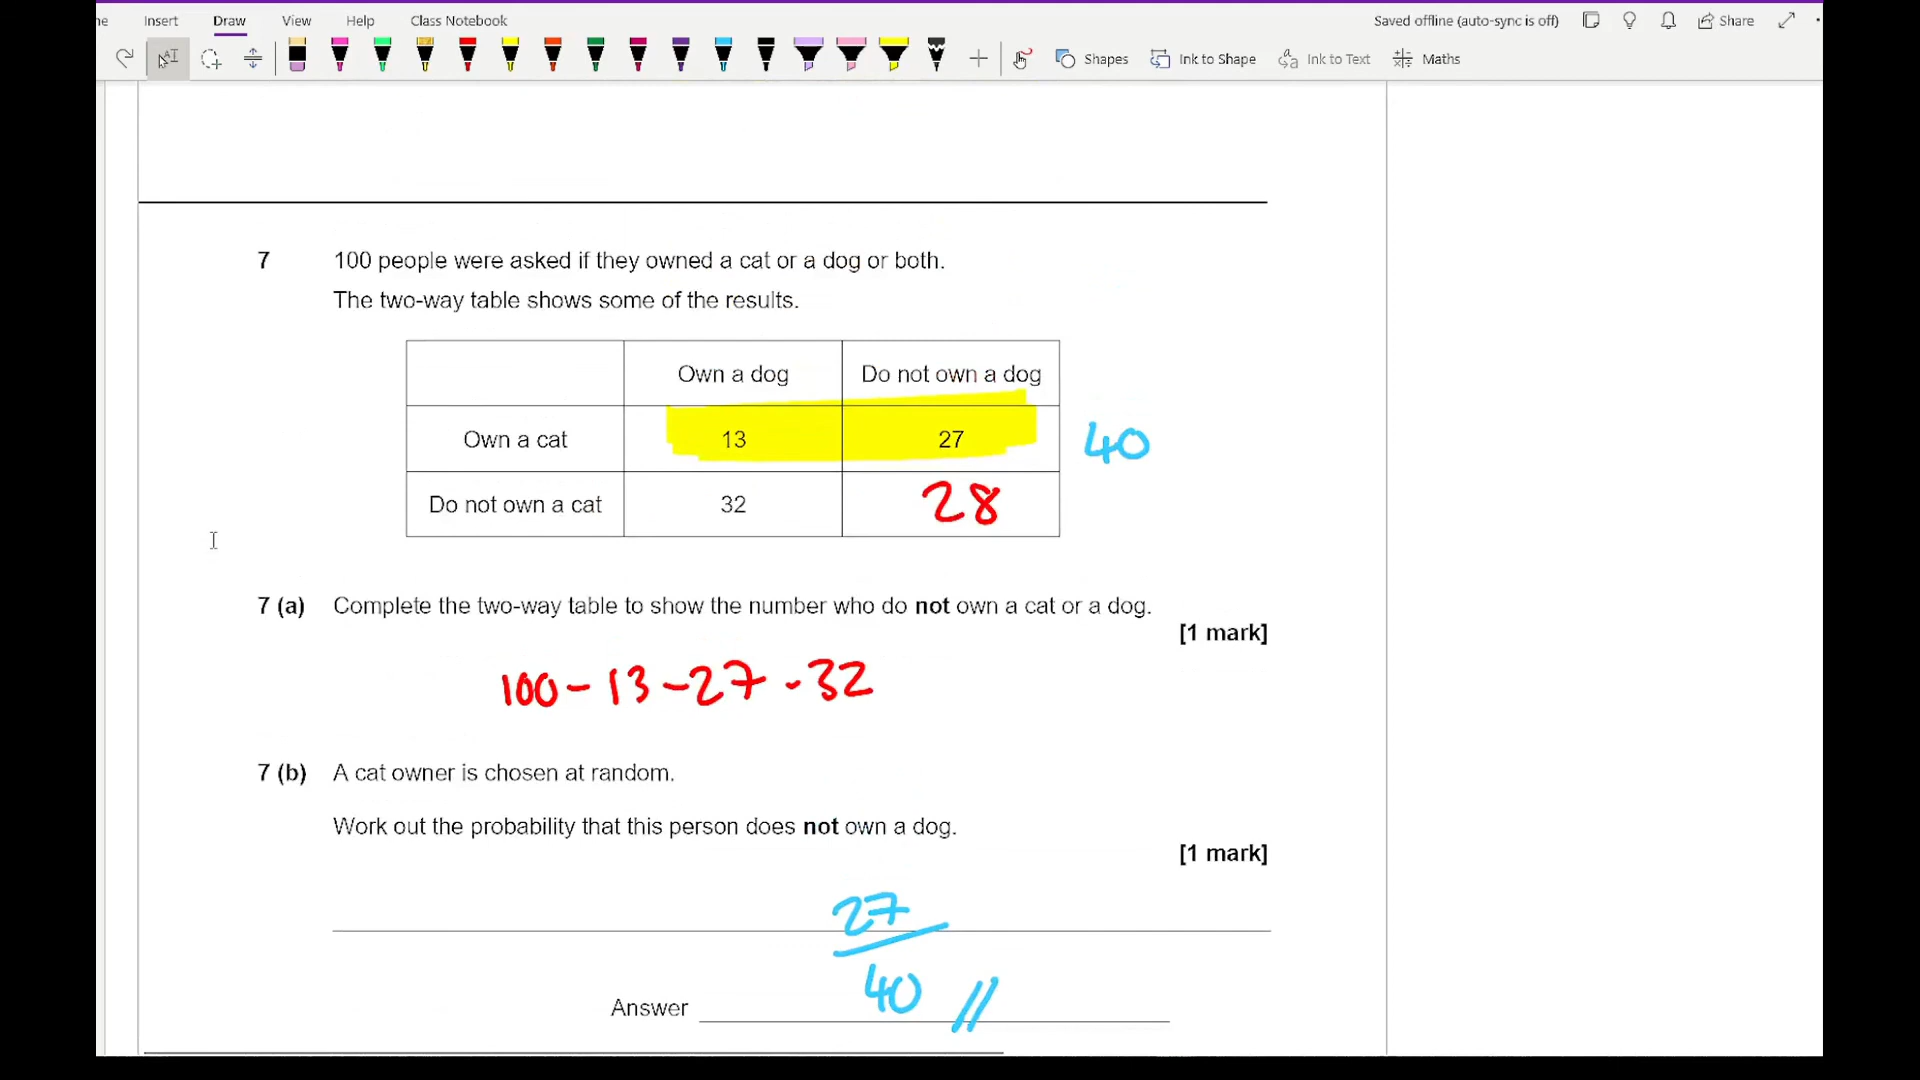 Insert Draw View Help Class Notebook Saved offline (auto-sync is off) Share
Shapes Ink to Shape Ink to Text Maths
7 100 people were asked if they owned a cat or a dog or both.
The two-way table shows some of the results.
Own a dog Do not own a dog
Own a cat 13 27 40
Do not own a cat 32 28
7 (a) Complete the two-way table to show the number who do not own a cat or a dog.
[1 mark]
100 - 13 - 27 - 32
7 (b) A cat owner is chosen at random.
Work out the probability that this person does not own a dog.
[1 mark]
27
40
Answer